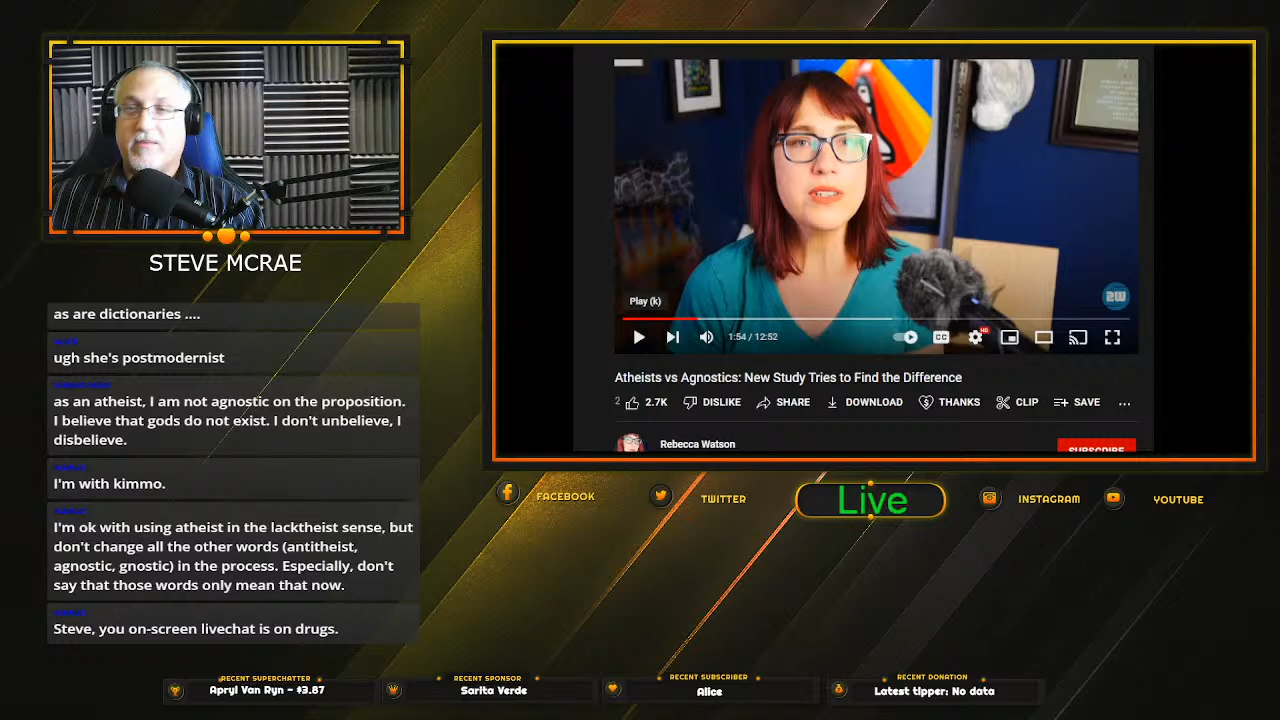 STEVE MCRAE
as are dictionaries ....
ugh she's postmodernist
as an atheist, I am not agnostic on the proposition.
I believe that gods do not exist. I don't unbelieve, I
disbelieve.
I'm with kimmo.
I'm ok with using atheist in the lacktheist sense, but
don't change all the other words (antitheist,
agnostic, gnostic) in the process. Especially, don't
say that those words only mean that now.
Steve, you on-screen livechat is on drugs.
Play (k)
1:54 / 12:52
CC
HD
Atheists vs Agnostics: New Study Tries to Find the Difference
2.7K
DISLIKE
SHARE
DOWNLOAD
THANKS
CLIP
SAVE
...
Rebecca Watson
SUBSCRIBE
FACEBOOK
TWITTER
Live
INSTAGRAM
YOUTUBE
RECENT SUPERCHATTER
Apryl Van Ryn - $3.87
RECENT SPONSOR
Sarita Verde
RECENT SUBSCRIBER
Alice
RECENT DONATION
Latest tipper: No data